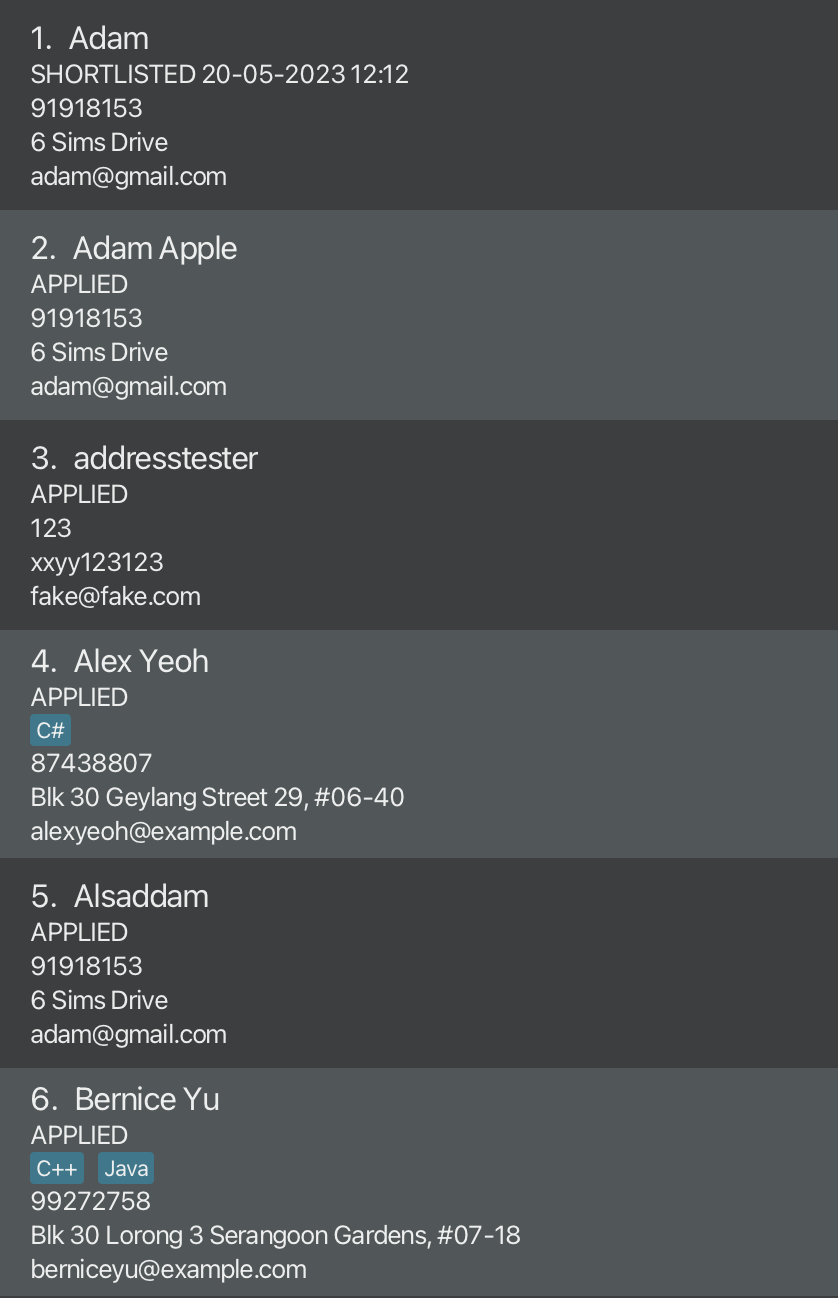 1. Adam
SHORTLISTED 20-05-2023 12:12
91918153
6 Sims Drive
adam@gmail.com
2. Adam Apple
APPLIED
91918153
6 Sims Drive
adam@gmail.com
3. addresstester
APPLIED
123
xxyy123123
fake@fake.com
4. Alex Yeoh
APPLIED
C#
87438807
Blk 30 Geylang Street 29, #06-40
alexyeoh@example.com
5. Alsaddam
APPLIED
91918153
6 Sims Drive
adam@gmail.com
6. Bernice Yu
APPLIED
C++ Java
99272758
Blk 30 Lorong 3 Serangoon Gardens, #07-18
berniceyu@example.com